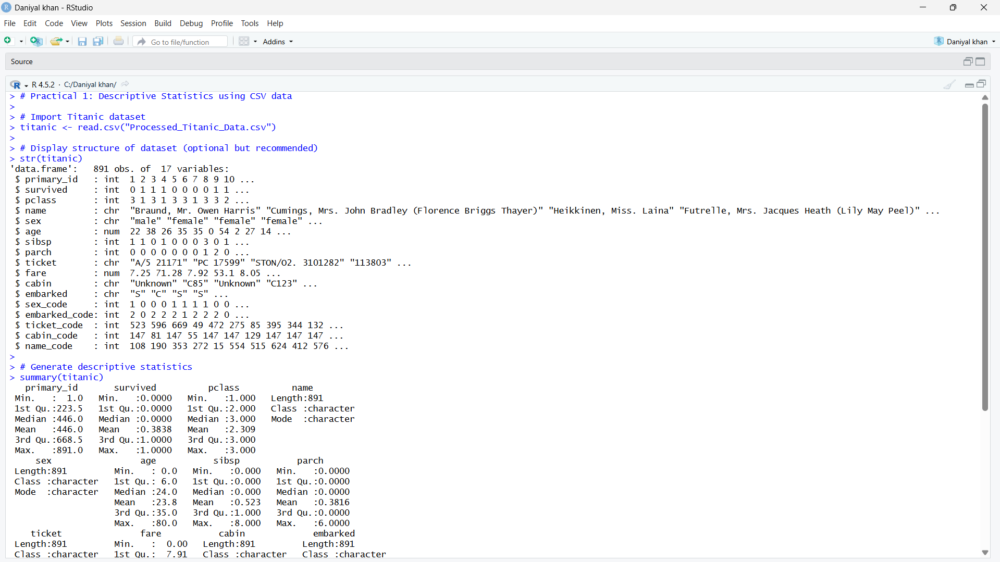 Daniyal khan - RStudio
File Edit Code View Plots Session Build Debug Profile Tools Help
Go to file/function Addins Daniyal khan
Source
R 4.5.2 · C:/Daniyal khan/
> # Practical 1: Descriptive Statistics using CSV data
>
> # Import Titanic dataset
> titanic <- read.csv("Processed_Titanic_Data.csv")
>
> # Display structure of dataset (optional but recommended)
> str(titanic)
'data.frame':   891 obs. of  17 variables:
 $ primary_id   : int  1 2 3 4 5 6 7 8 9 10 ...
 $ survived     : int  0 1 1 1 0 0 0 0 1 1 ...
 $ pclass       : int  3 1 3 1 3 3 1 3 3 2 ...
 $ name         : chr  "Braund, Mr. Owen Harris" "Cumings, Mrs. John Bradley (Florence Briggs Thayer)" "Heikkinen, Miss. Laina" "Futrelle, Mrs. Jacques Heath (Lily May Peel)" ...
 $ sex          : chr  "male" "female" "female" "female" ...
 $ age          : num  22 38 26 35 35 0 54 2 27 14 ...
 $ sibsp        : int  1 1 0 1 0 0 0 3 0 1 ...
 $ parch        : int  0 0 0 0 0 0 0 1 2 0 ...
 $ ticket       : chr  "A/5 21171" "PC 17599" "STON/O2. 3101282" "113803" ...
 $ fare         : num  7.25 71.28 7.92 53.1 8.05 ...
 $ cabin        : chr  "Unknown" "C85" "Unknown" "C123" ...
 $ embarked     : chr  "S" "C" "S" "S" ...
 $ sex_code     : int  1 0 0 0 1 1 1 1 0 0 ...
 $ embarked_code: int  2 0 2 2 2 1 2 2 2 0 ...
 $ ticket_code  : int  523 596 669 49 472 275 85 395 344 132 ...
 $ cabin_code   : int  147 81 147 55 147 147 129 147 147 147 ...
 $ name_code    : int  108 190 353 272 15 554 515 624 412 576 ...
>
> # Generate descriptive statistics
> summary(titanic)
   primary_id       survived          pclass          name
 Min.   :  1.0   Min.   :0.0000   Min.   :1.000   Length:891
 1st Qu.:223.5   1st Qu.:0.0000   1st Qu.:2.000   Class :character
 Median :446.0   Median :0.0000   Median :3.000   Mode  :character
 Mean   :446.0   Mean   :0.3838   Mean   :2.309
 3rd Qu.:668.5   3rd Qu.:1.0000   3rd Qu.:3.000
 Max.   :891.0   Max.   :1.0000   Max.   :3.000
     sex                 age           sibsp           parch
 Length:891         Min.   : 0.0   Min.   :0.000   Min.   :0.0000
 Class :character   1st Qu.: 6.0   1st Qu.:0.000   1st Qu.:0.0000
 Mode  :character   Median :24.0   Median :0.000   Median :0.0000
                    Mean   :23.8   Mean   :0.523   Mean   :0.3816
                    3rd Qu.:35.0   3rd Qu.:1.000   3rd Qu.:0.0000
                    Max.   :80.0   Max.   :8.000   Max.   :6.0000
    ticket               fare           cabin             embarked
 Length:891         Min.   :  0.00   Length:891         Length:891
 Class :character   1st Qu.:  7.91   Class :character   Class :character